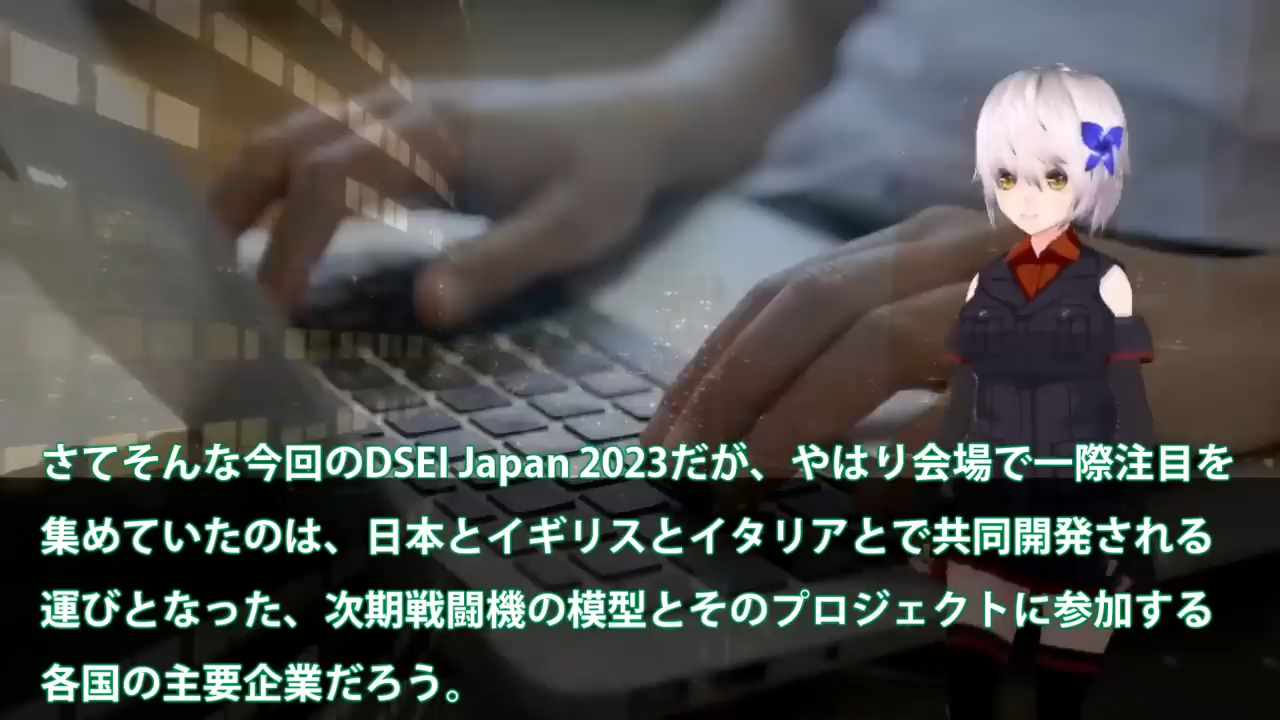 さてそんな今回のDSEI Japan 2023だが、やはり会場で一際注目を
集めていたのは、日本とイギリスとイタリアとで共同開発される
運びとなった、次期戦闘機の模型とそのプロジェクトに参加する
各国の主要企業だろう。